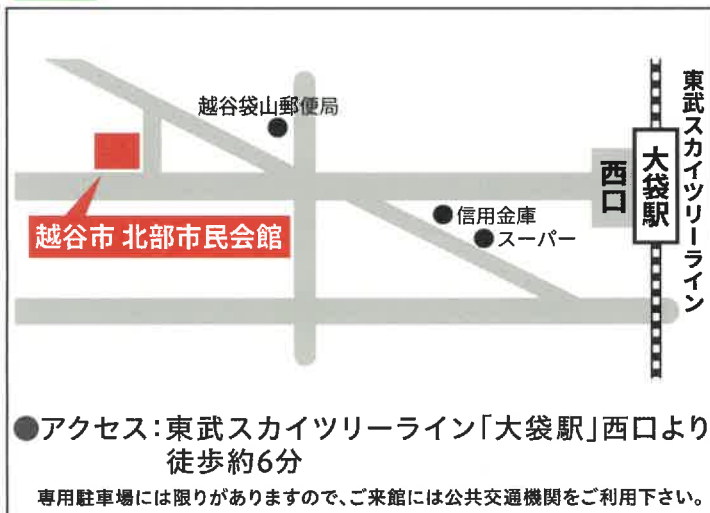 越谷袋山郵便局
東武スカイツリーライン
大袋駅
西口
信用金庫
スーパー
越谷市 北部市民会館
●アクセス：東武スカイツリーライン「大袋駅」西口より
徒歩約6分
専用駐車場には限りがありますので、ご来館には公共交通機関をご利用下さい。